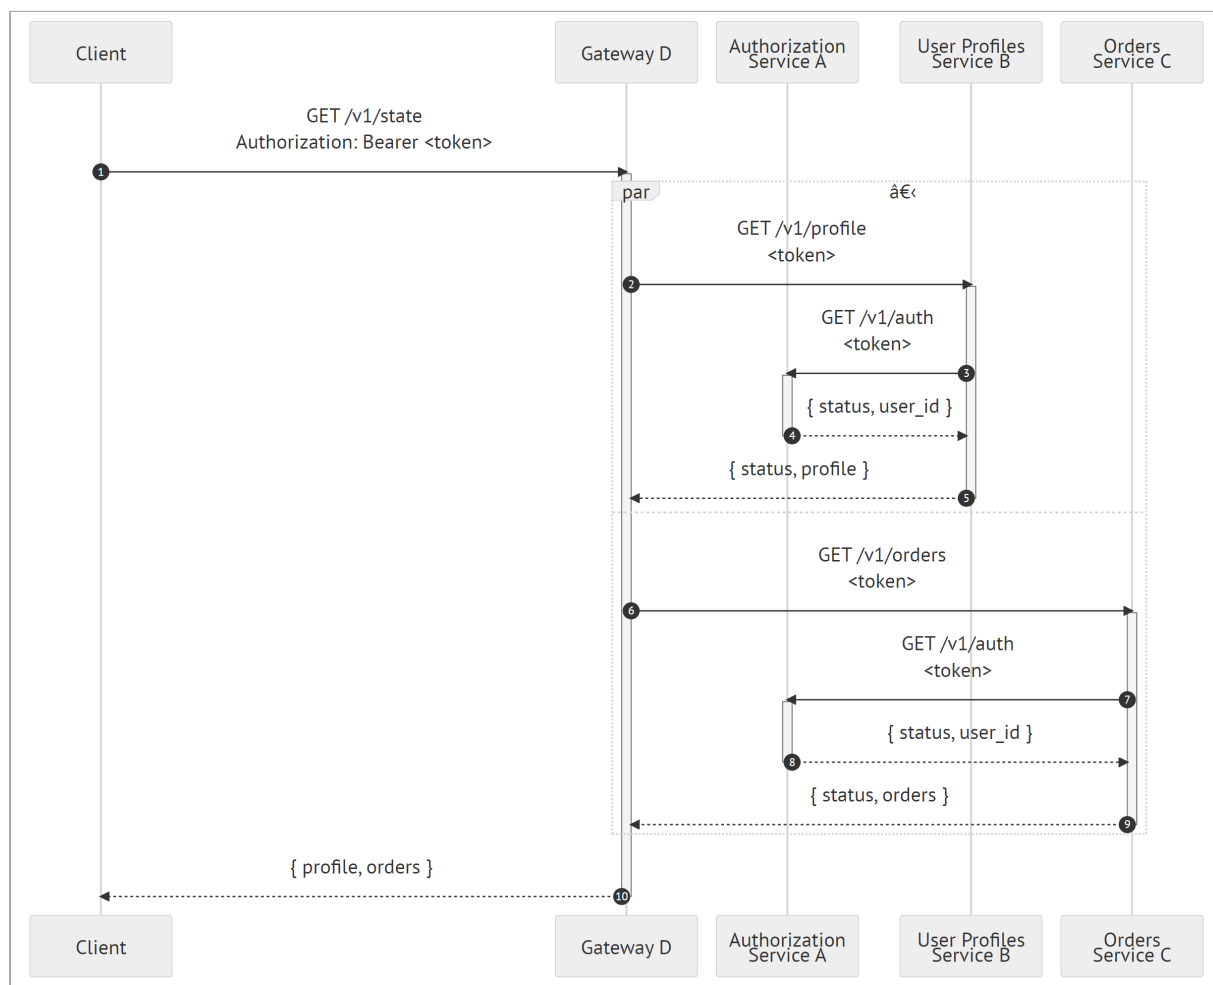 Client
Gateway D
Authorization
Service A
User Profiles
Service B
Orders
Service C
GET /v1/state
Authorization: Bearer <token>
1
par
â€‹
GET /v1/profile
<token>
2
GET /v1/auth
<token>
3
{ status, user_id }
4
{ status, profile }
5
GET /v1/orders
<token>
6
GET /v1/auth
<token>
7
{ status, user_id }
8
{ status, orders }
9
{ profile, orders }
10
Client
Gateway D
Authorization
Service A
User Profiles
Service B
Orders
Service C